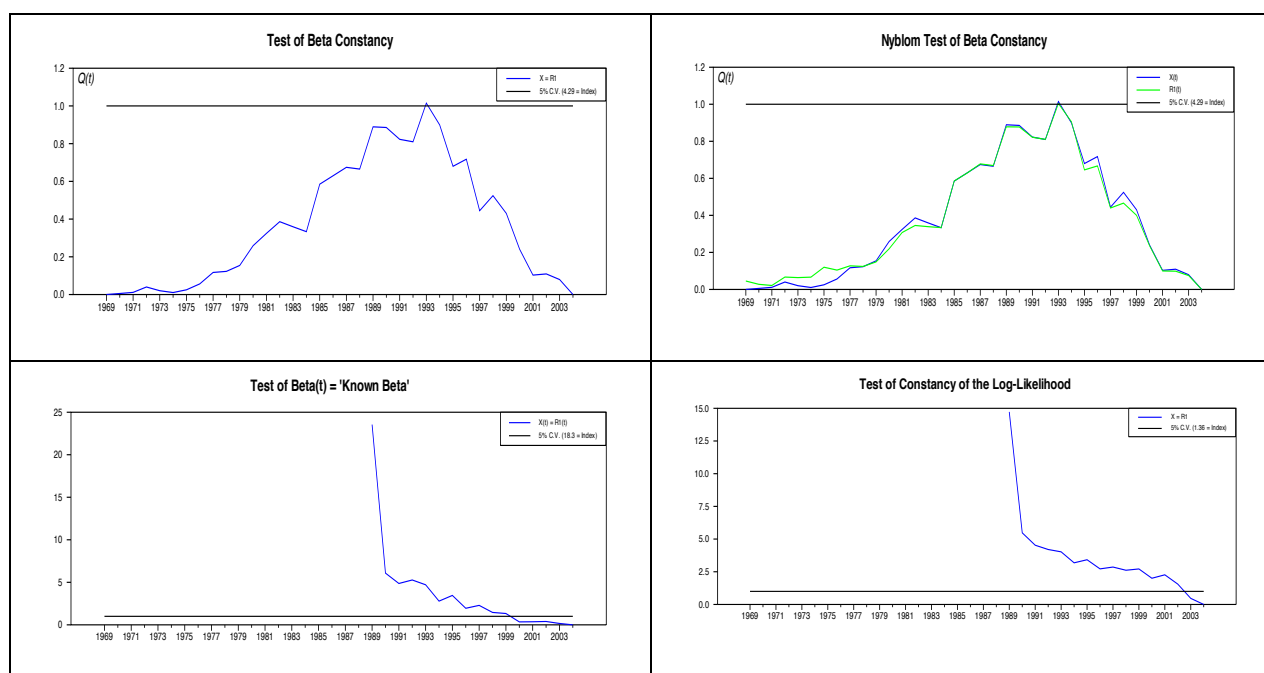 Test of Beta Constancy
Q(t)
1.2
1.0
0.8
0.6
0.4
0.2
0.0
X = R1
5% C.V. (4.29 = Index)
1969 1971 1973 1975 1977 1979 1981 1983 1985 1987 1989 1991 1993 1995 1997 1999 2001 2003
Nyblom Test of Beta Constancy
Q(t)
1.2
1.0
0.8
0.6
0.4
0.2
0.0
X(t)
R1(t)
5% C.V. (4.29 = Index)
1969 1971 1973 1975 1977 1979 1981 1983 1985 1987 1989 1991 1993 1995 1997 1999 2001 2003
Test of Beta(t) = 'Known Beta'
25
20
15
10
5
0
X(t) = R1(t)
5% C.V. (18.3 = Index)
1969 1971 1973 1975 1977 1979 1981 1983 1985 1987 1989 1991 1993 1995 1997 1999 2001 2003
Test of Constancy of the Log-Likelihood
15.0
12.5
10.0
7.5
5.0
2.5
0.0
X = R1
5% C.V. (1.36 = Index)
1969 1971 1973 1975 1977 1979 1981 1983 1985 1987 1989 1991 1993 1995 1997 1999 2001 2003